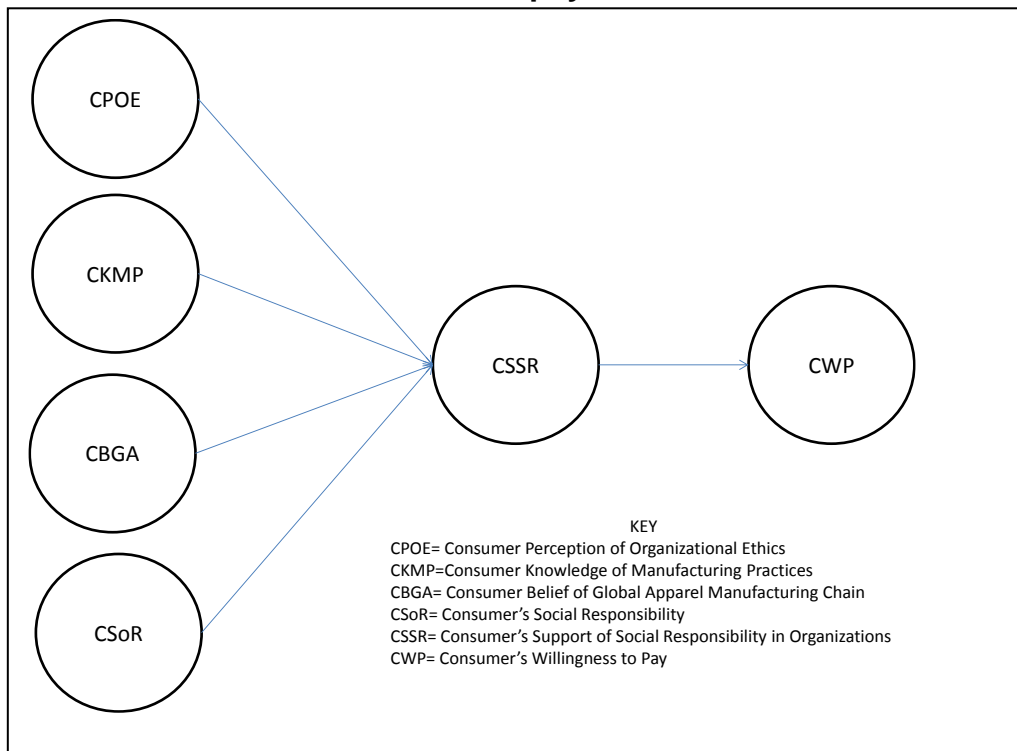 CPOE
CKMP
CBGA
CSoR
CSSR
CWP
KEY
CPOE= Consumer Perception of Organizational Ethics
CKMP=Consumer Knowledge of Manufacturing Practices
CBGA= Consumer Belief of Global Apparel Manufacturing Chain
CSoR= Consumer’s Social Responsibility
CSSR= Consumer’s Support of Social Responsibility in Organizations
CWP= Consumer’s Willingness to Pay